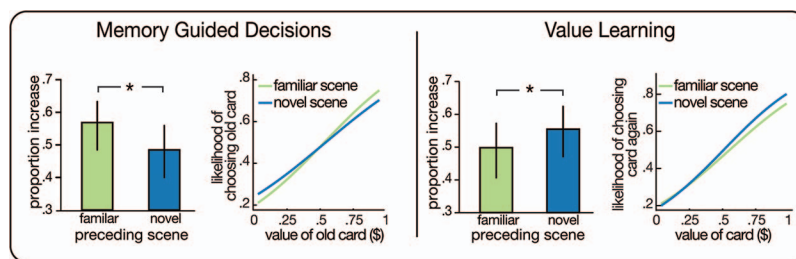 Memory Guided Decisions
proportion increase
.7
.6
.5
.4
.3
*
familar
novel
preceding scene
likelihood of
choosing old card
.8
.6
.4
.2
familiar scene
novel scene
0
.25
.5
.75
1
value of old card ($)
Value Learning
proportion increase
.7
.6
.5
.4
.3
*
familiar
novel
preceding scene
likelihood of choosing
card again
.8
.6
.4
.2
familiar scene
novel scene
0
.25
.5
.75
1
value of card ($)